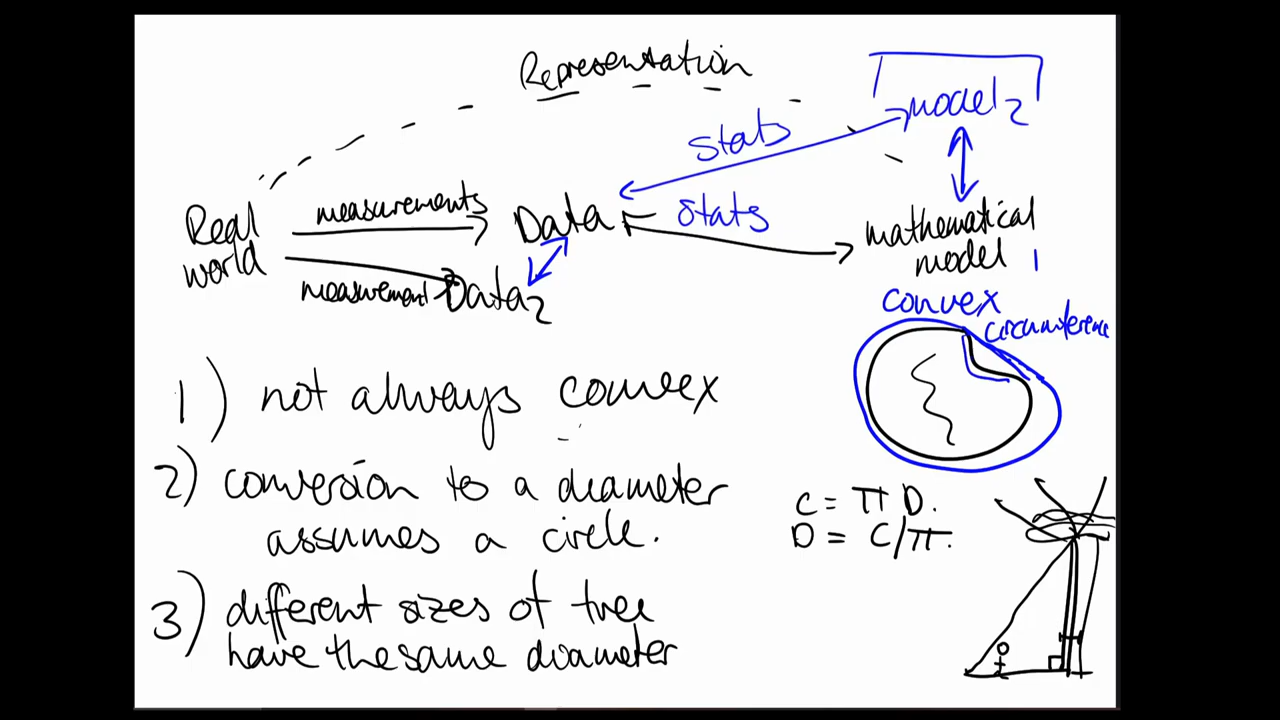 Representation
model 2
stats
Real world
measurements
Data
stats
mathematical
model 1
measurement
Data 2
convex
circumference
1) not always convex
2) conversion to a diameter
assumes a circle.
3) different sizes of tree
have the same diameter
C = π D.
D = C/π.